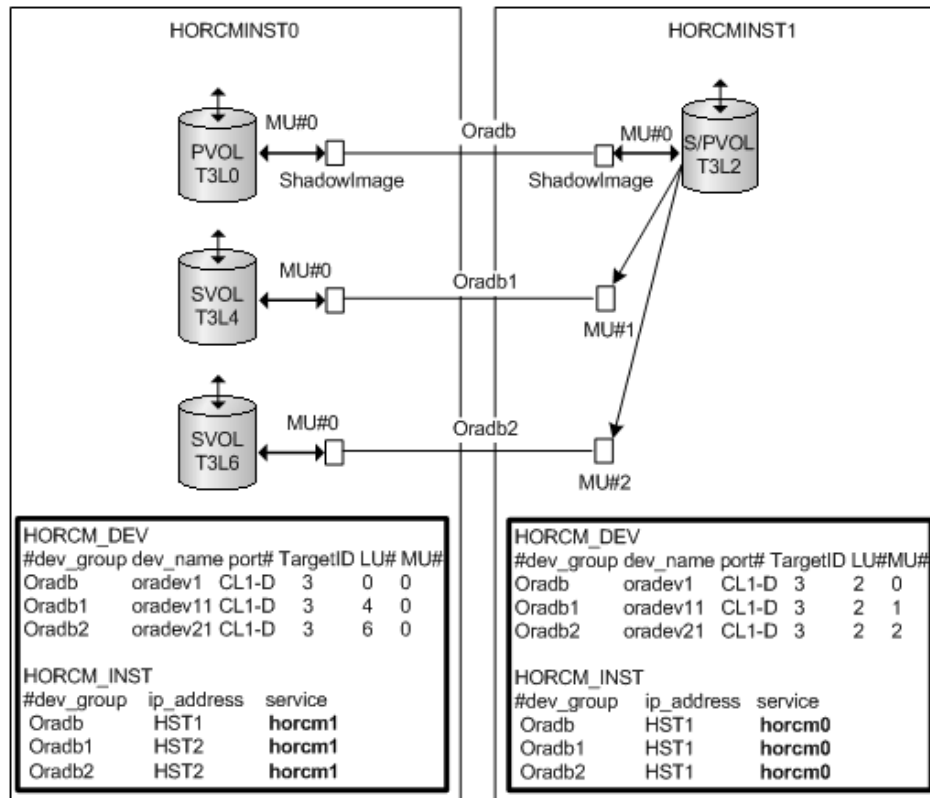 HORCMINST0
HORCMINST1
MU#0
Oradb
MU#0
PVOL
T3L0
S/PVOL
T3L2
ShadowImage
ShadowImage
MU#0
Oradb1
SVOL
T3L4
MU#1
MU#0
Oradb2
SVOL
T3L6
MU#2
HORCM_DEV
#dev_group dev_name port# TargetID LU# MU#
Oradb oradev1 CL1-D 3 0 0
Oradb1 oradev11 CL1-D 3 4 0
Oradb2 oradev21 CL1-D 3 6 0
HORCM_INST
#dev_group ip_address service
Oradb HST1 horcm1
Oradb1 HST2 horcm1
Oradb2 HST2 horcm1
HORCM_DEV
#dev_group dev_name port# TargetID LU#MU#
Oradb oradev1 CL1-D 3 2 0
Oradb1 oradev11 CL1-D 3 2 1
Oradb2 oradev21 CL1-D 3 2 2
HORCM_INST
#dev_group ip_address service
Oradb HST1 horcm0
Oradb1 HST1 horcm0
Oradb2 HST1 horcm0